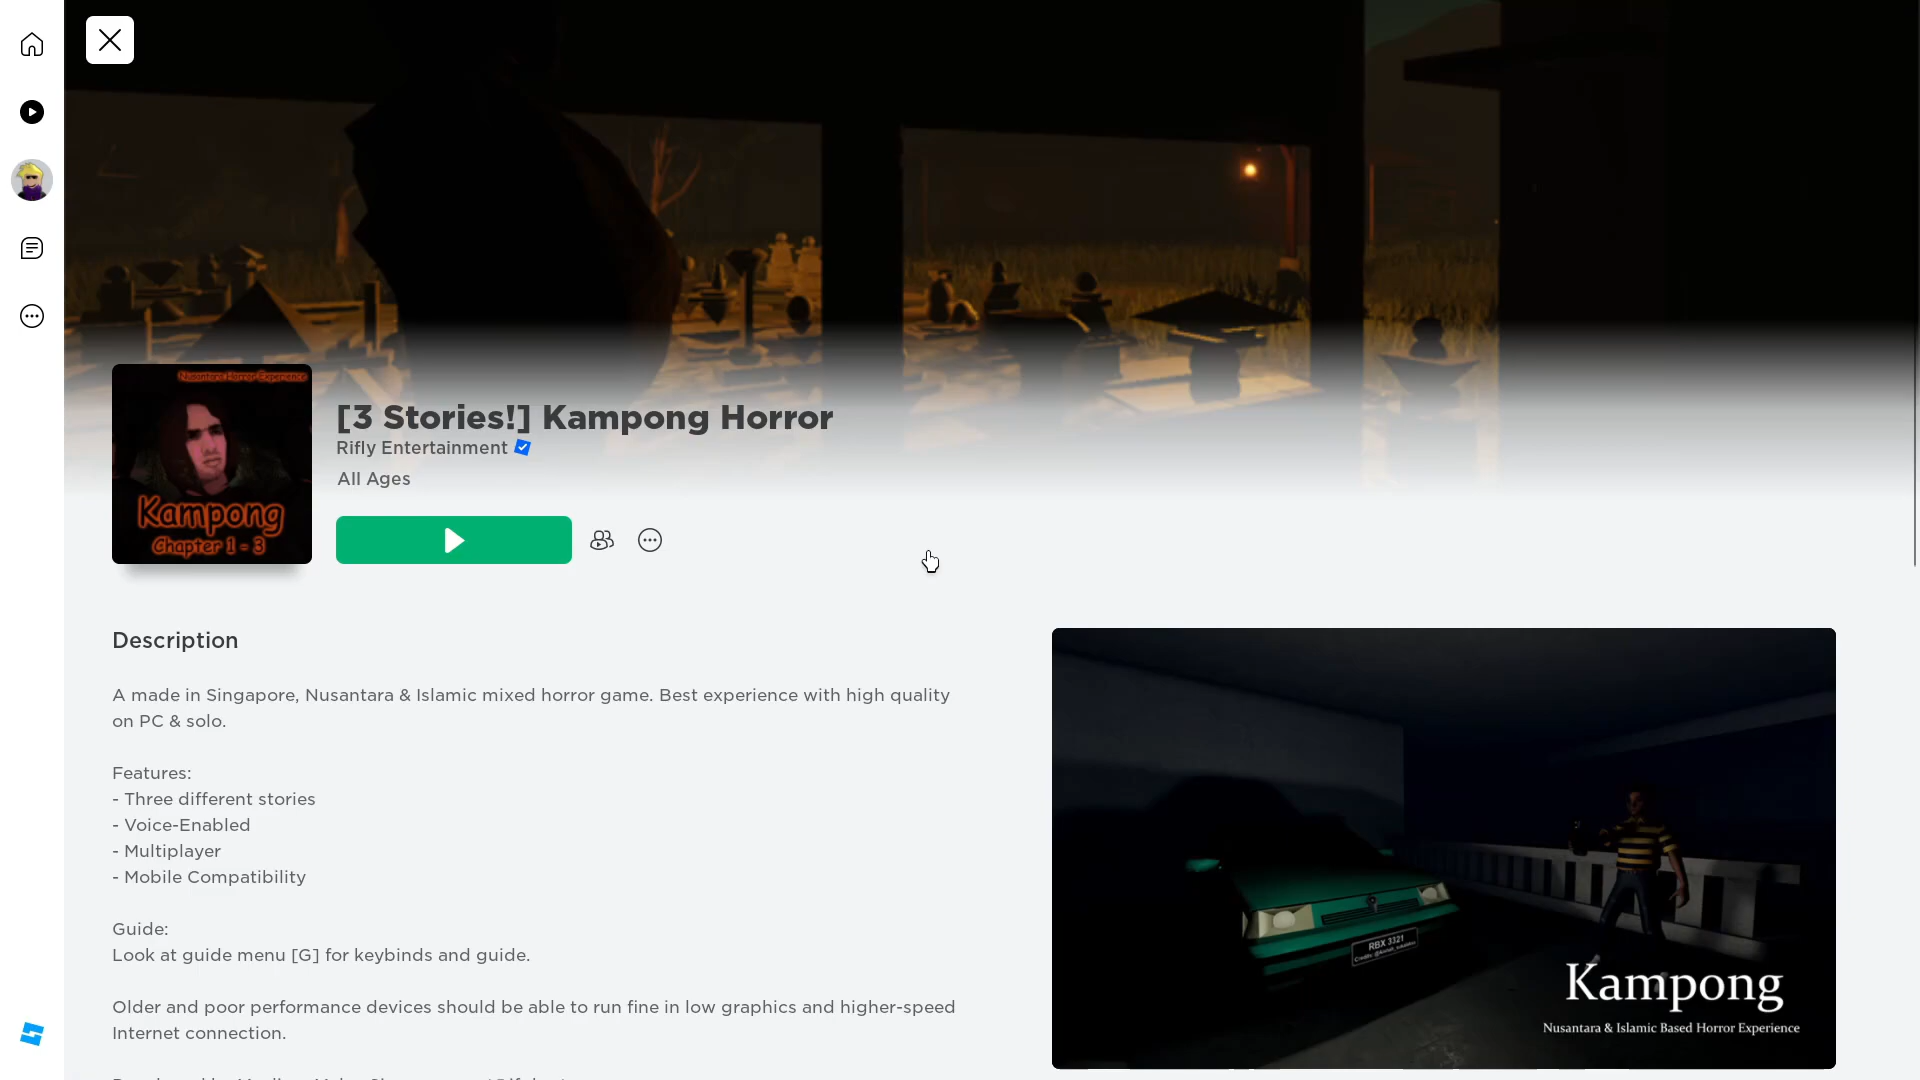 Nusantara Horror Experience
Kampong
Chapter 1 - 3
[3 Stories!] Kampong Horror
Rifly Entertainment
All Ages
Description
A made in Singapore, Nusantara & Islamic mixed horror game. Best experience with high quality
on PC & solo.
Features:
- Three different stories
- Voice-Enabled
- Multiplayer
- Mobile Compatibility
Guide:
Look at guide menu [G] for keybinds and guide.
Older and poor performance devices should be able to run fine in low graphics and higher-speed
Internet connection.
RBX 3321
Kampong
Nusantara & Islamic Based Horror Experience